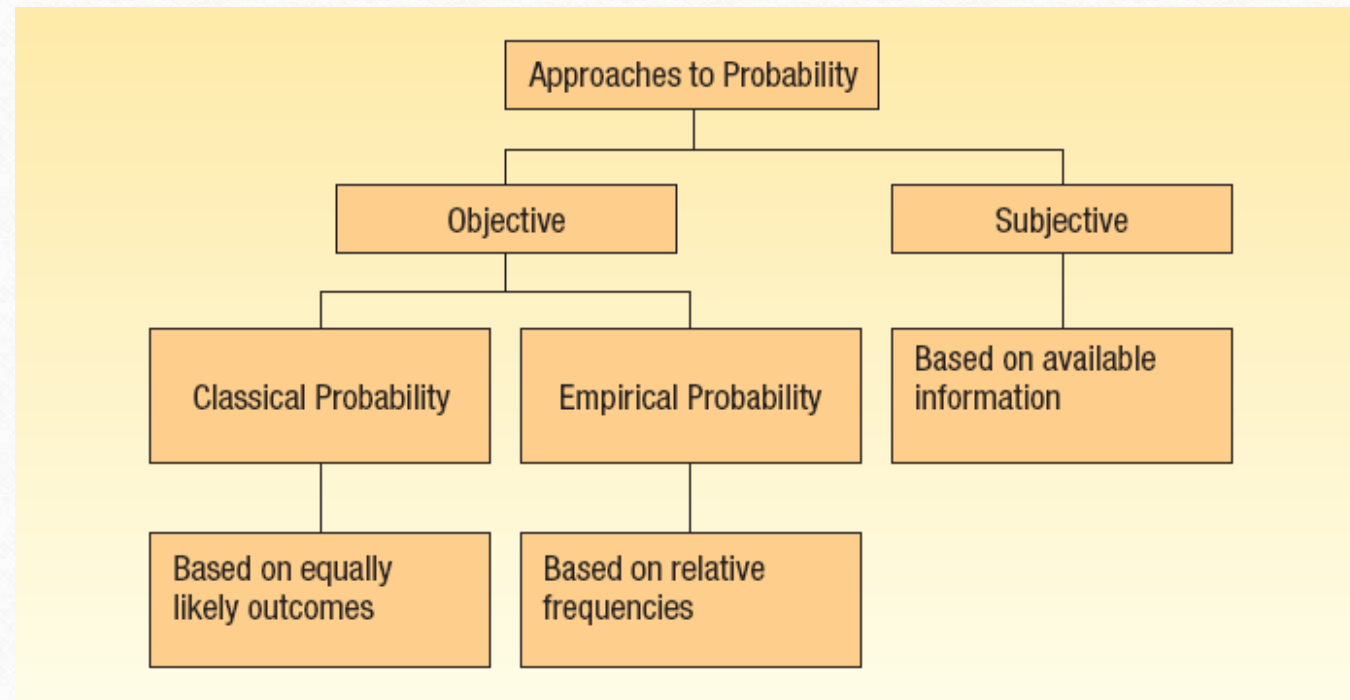 Approaches to Probability
Objective
Subjective
Classical Probability
Empirical Probability
Based on available
information
Based on equally
likely outcomes
Based on relative
frequencies